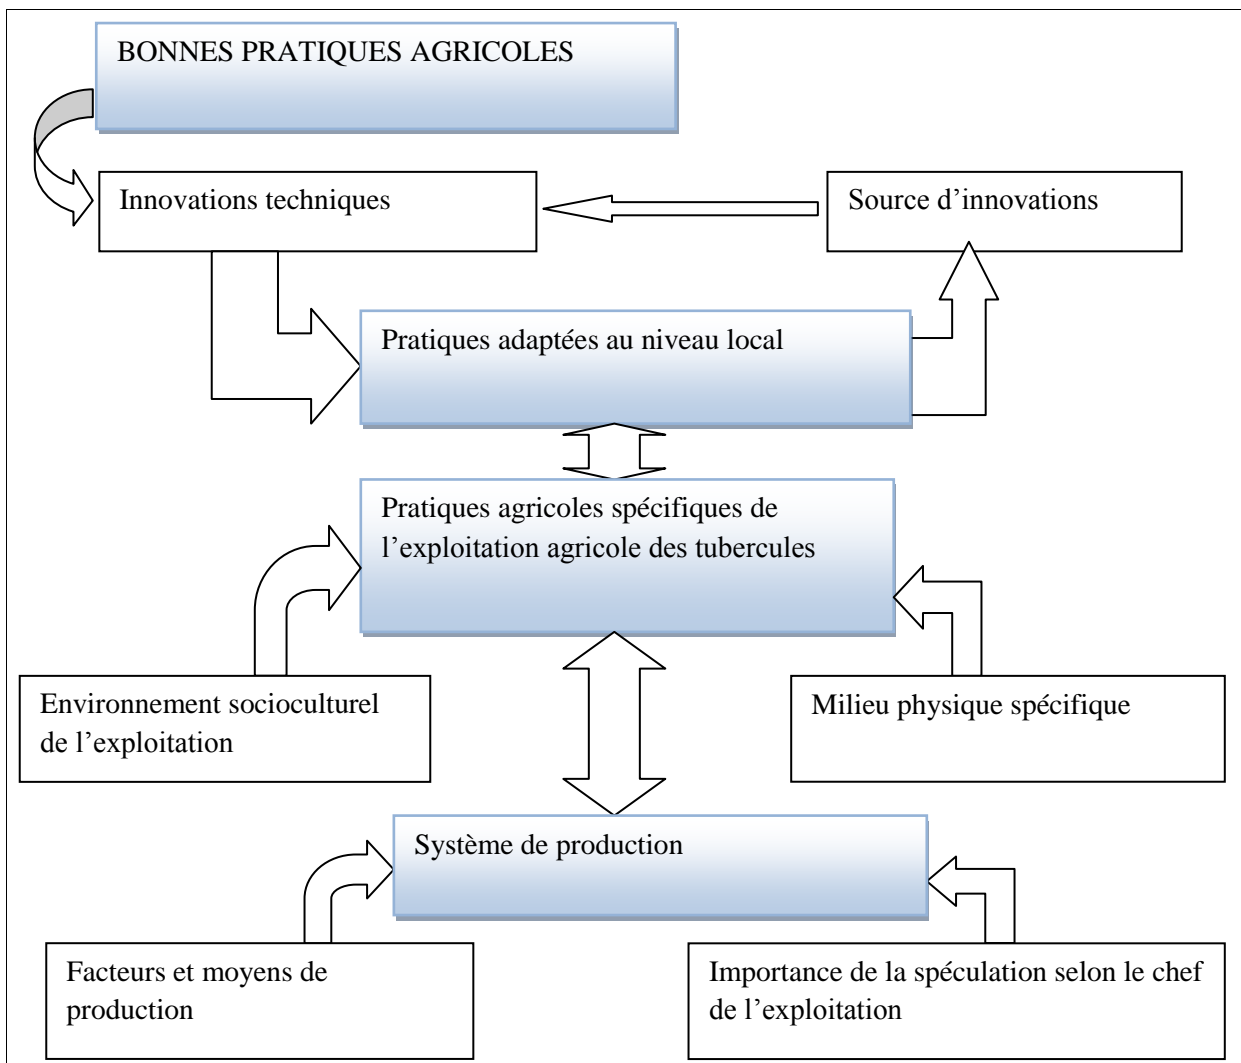 BONNES PRATIQUES AGRICOLES
Innovations techniques
Source d’innovations
Pratiques adaptées au niveau local
Pratiques agricoles spécifiques de
l’exploitation agricole des tubercules
Environnement socioculturel
de l’exploitation
Milieu physique spécifique
Système de production
Facteurs et moyens de
production
Importance de la spéculation selon le chef
de l’exploitation